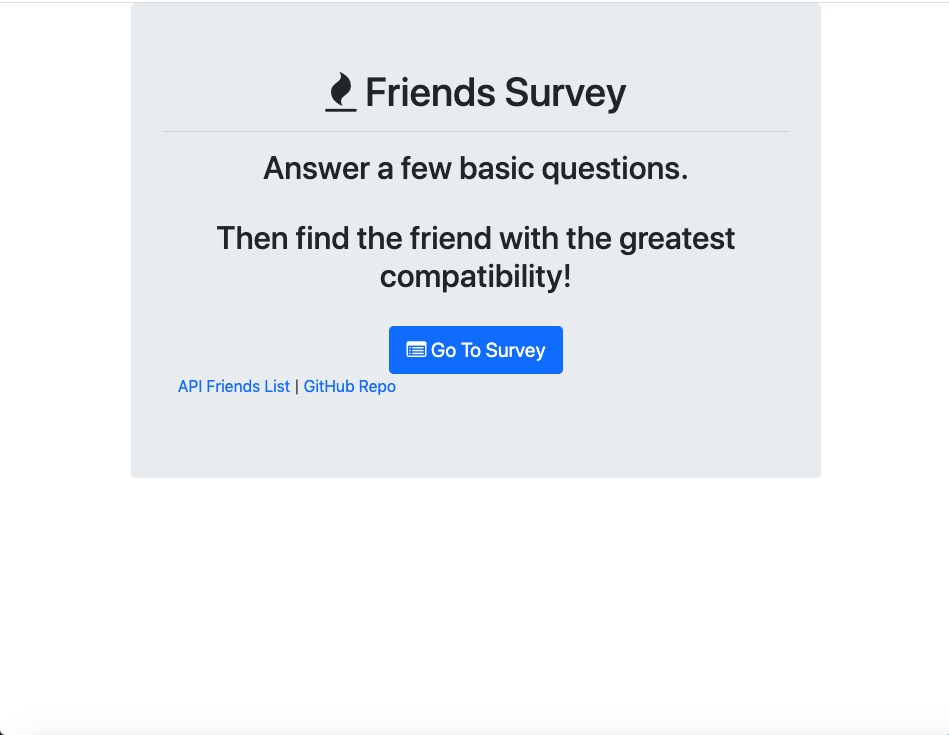 Friends Survey
Answer a few basic questions.
Then find the friend with the greatest
compatibility!
Go To Survey
API Friends List | GitHub Repo